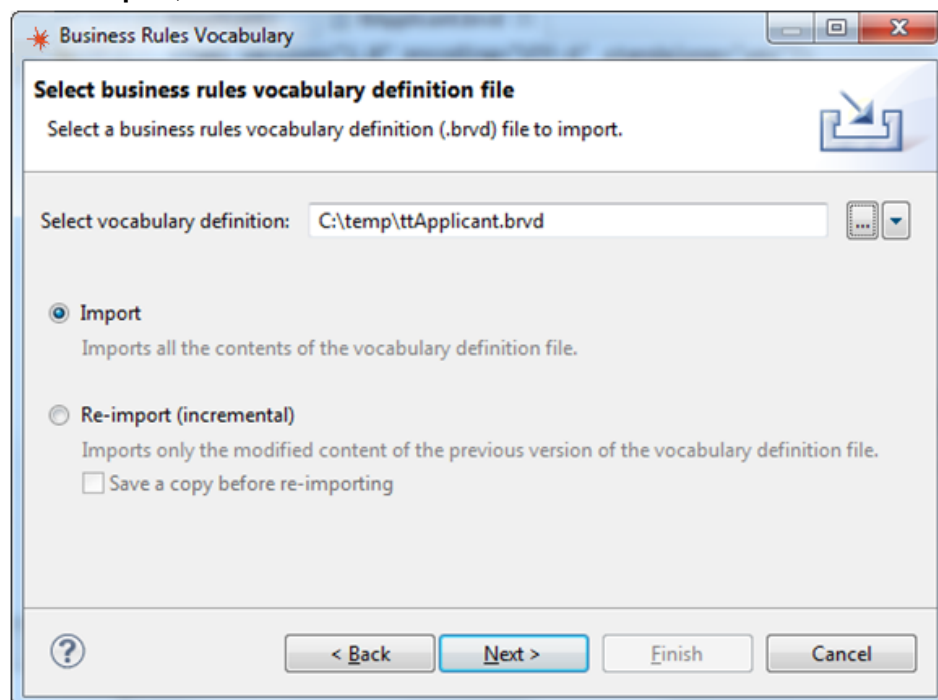 Business Rules Vocabulary
Select business rules vocabulary definition file
Select a business rules vocabulary definition (.brvd) file to import.
Select vocabulary definition: C:\temp\ttApplicant.brvd ...
Import
Imports all the contents of the vocabulary definition file.
Re-import (incremental)
Imports only the modified content of the previous version of the vocabulary definition file.
Save a copy before re-importing
? < Back Next > Finish Cancel